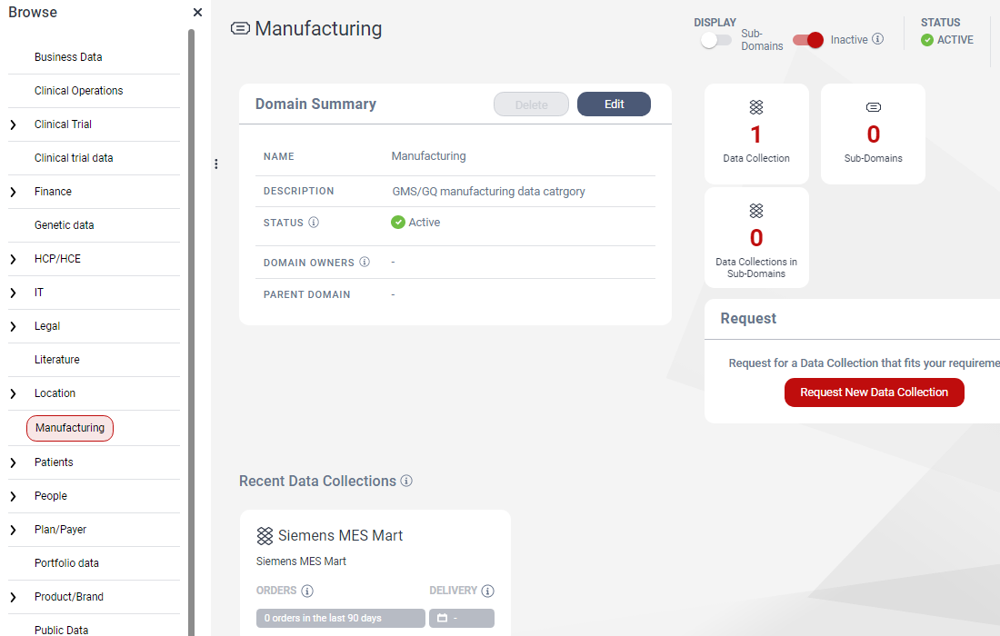 Browse
Business Data
Clinical Operations
Clinical Trial
Clinical trial data
Finance
Genetic data
HCP/HCE
IT
Legal
Literature
Location
Manufacturing
Patients
People
Plan/Payer
Portfolio data
Product/Brand
Public Data
Manufacturing
DISPLAY
Sub-
Domains
Inactive
STATUS
ACTIVE
Domain Summary
Delete
Edit
NAME
Manufacturing
DESCRIPTION
GMS/GQ manufacturing data catrgory
STATUS
Active
DOMAIN OWNERS
-
PARENT DOMAIN
-
1
Data Collection
0
Sub-Domains
0
Data Collections in
Sub-Domains
Request
Request for a Data Collection that fits your requireme
Request New Data Collection
Recent Data Collections
Siemens MES Mart
Siemens MES Mart
ORDERS
DELIVERY
0 orders in the last 90 days
-